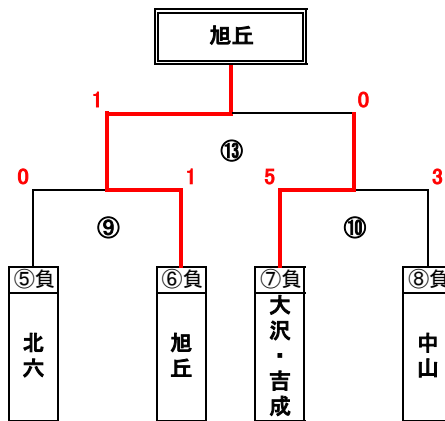 旭丘
1 0
⑬
0 1 5 3
⑨ ⑩
⑤負 ⑥負 ⑦負 ⑧負
北六
旭丘
大沢・吉成
中山